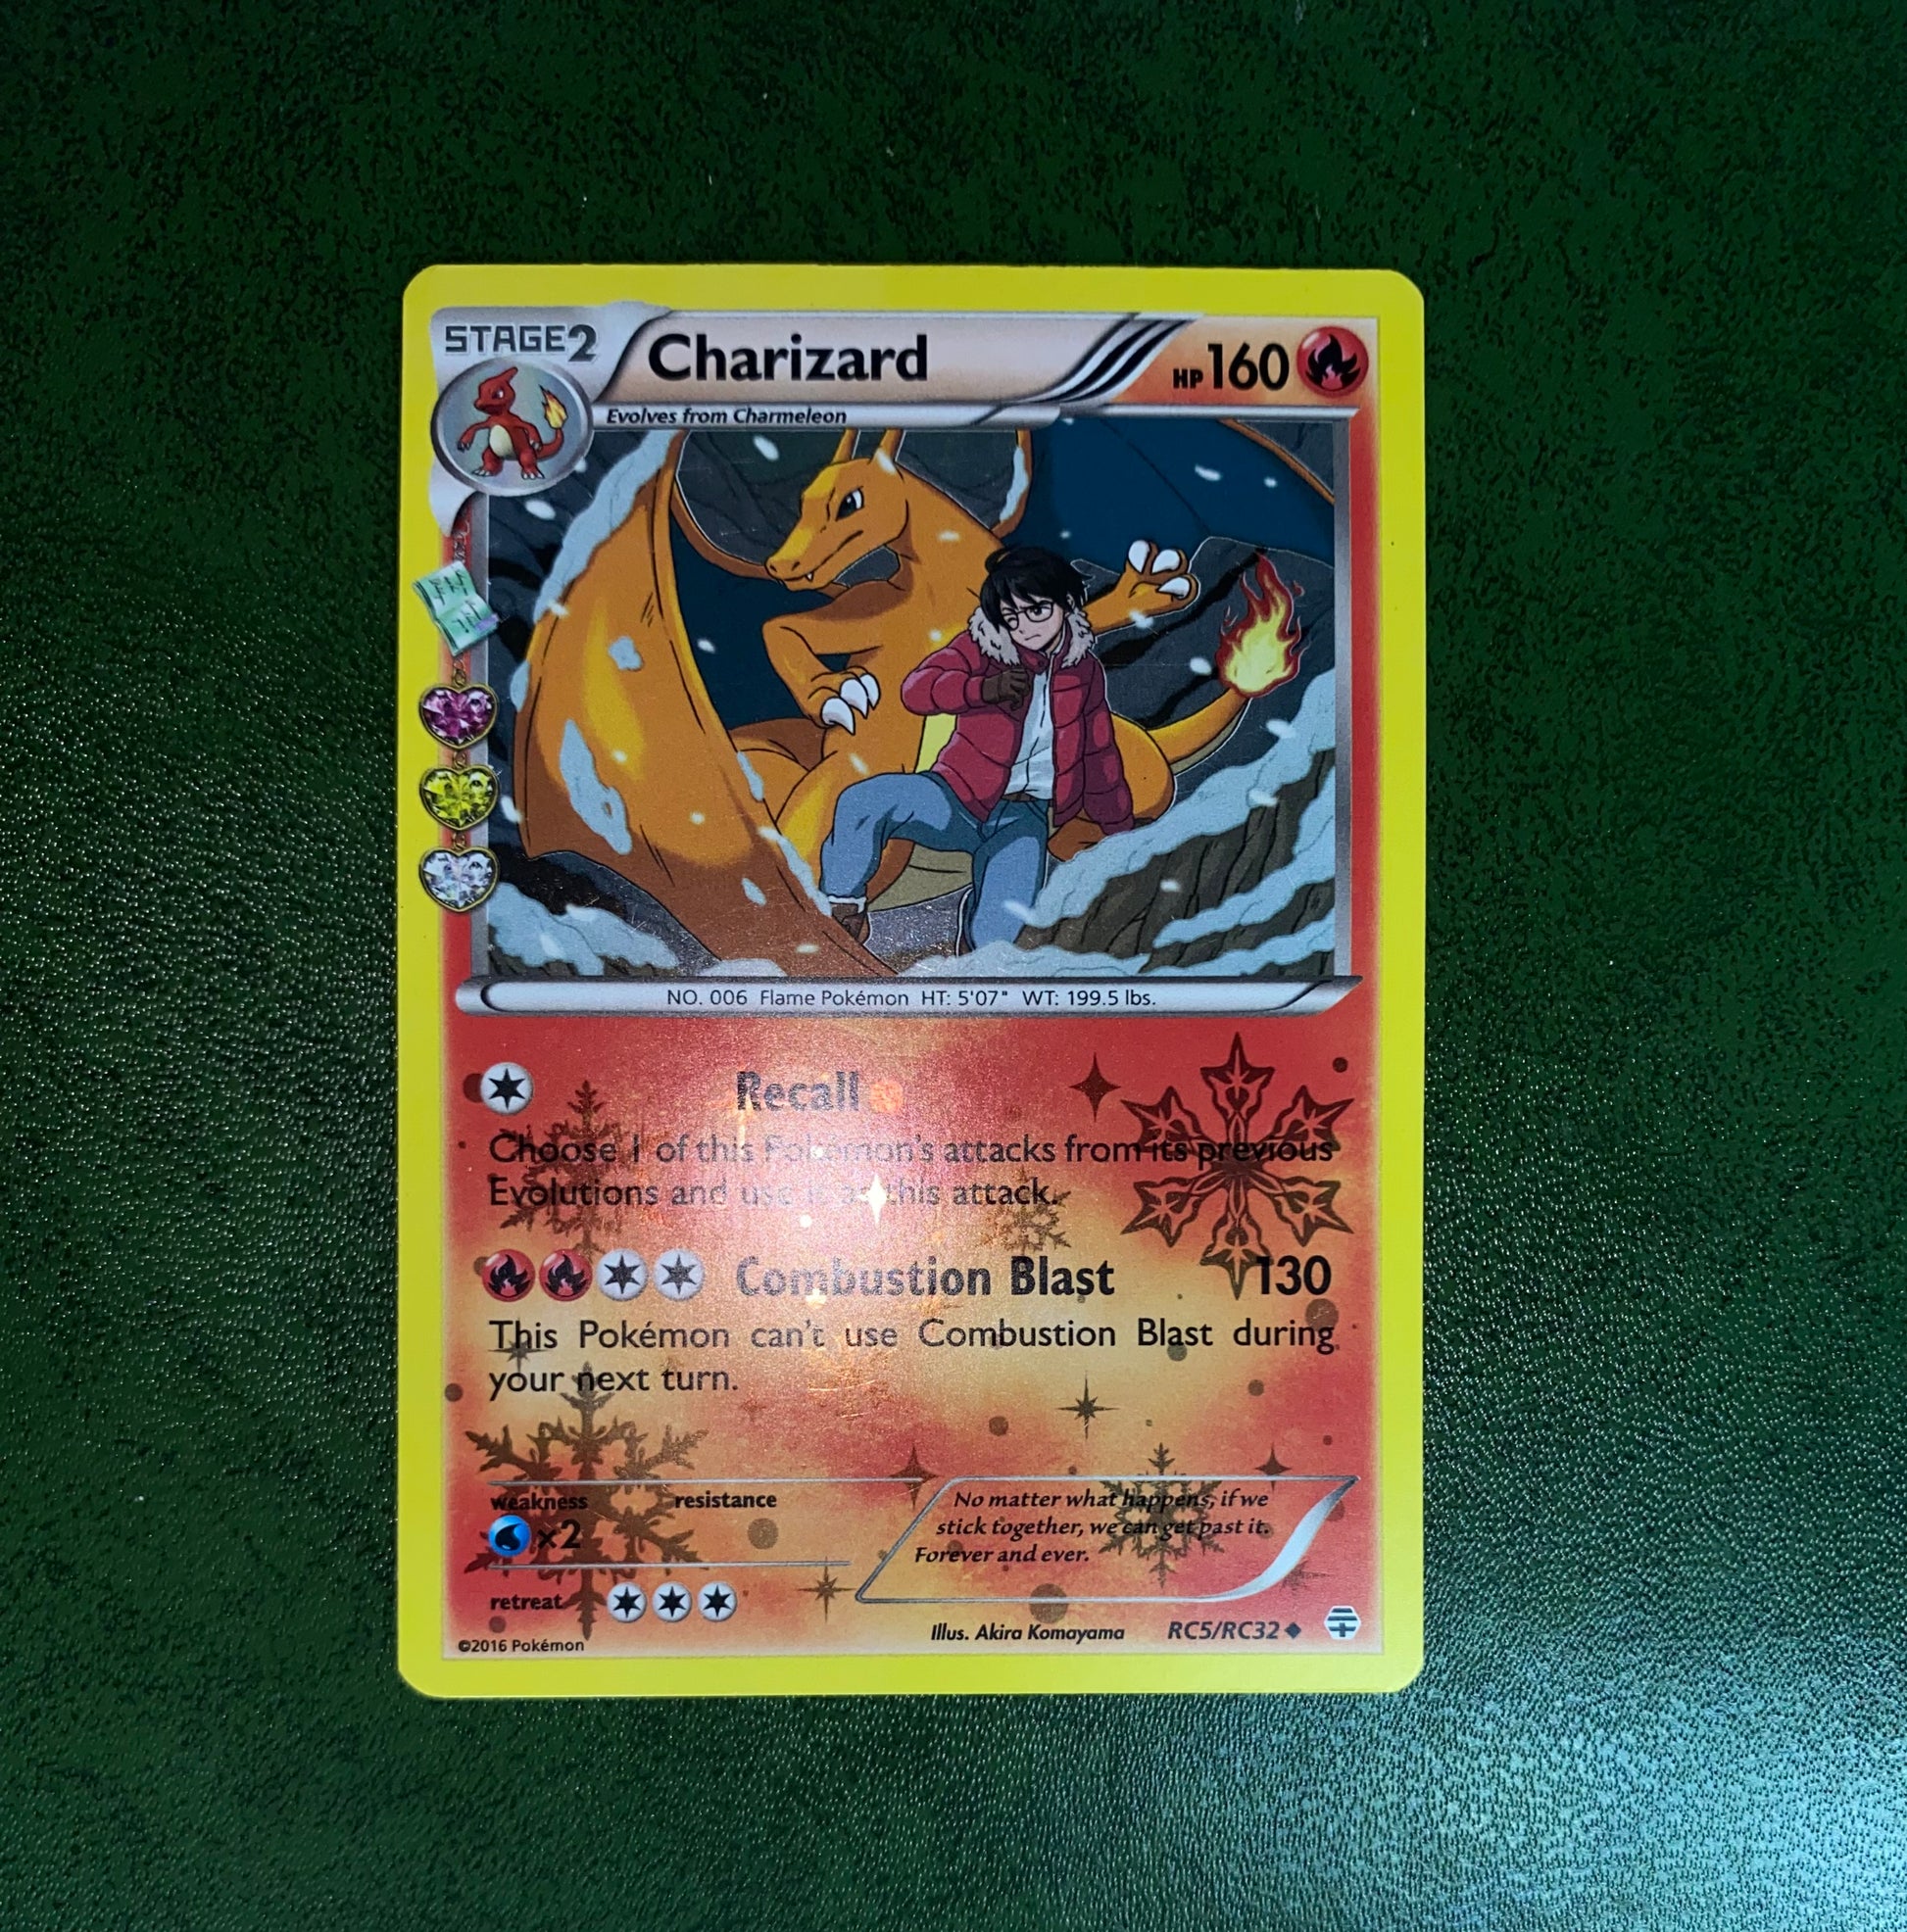 STAGE2
Charizard
HP160
Evolves from Charmeleon
NO. 006 Flame Pokémon HT: 5'07" WT: 199.5 lbs.
Recall
Choose 1 of this Pokémon's attacks from its previous
Evolutions and use it as this attack.
Combustion Blast 130
This Pokémon can't use Combustion Blast during
your next turn.
weakness resistance
×2
retreat
No matter what happens, if we
stick together, we can get past it.
Forever and ever.
©2016 Pokémon
Illus. Akira Komayama RC5/RC32